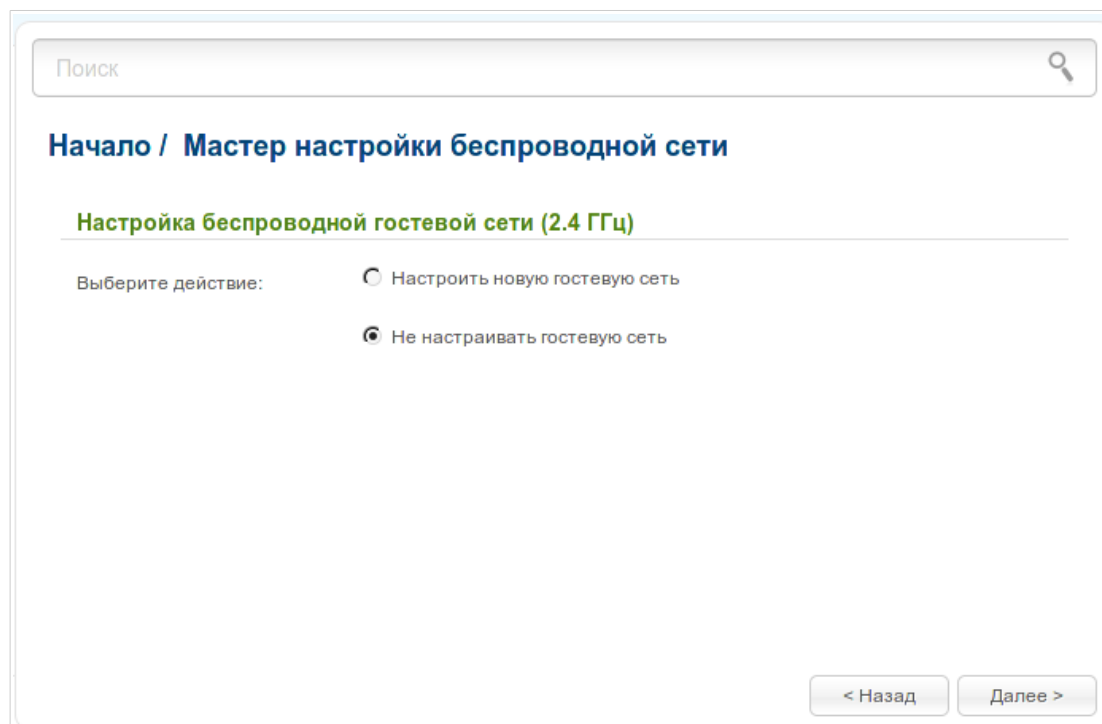 Поиск
Начало / Мастер настройки беспроводной сети
Настройка беспроводной гостевой сети (2.4 ГГц)
Выберите действие:
Настроить новую гостевую сеть
Не настраивать гостевую сеть
< Назад
Далее >